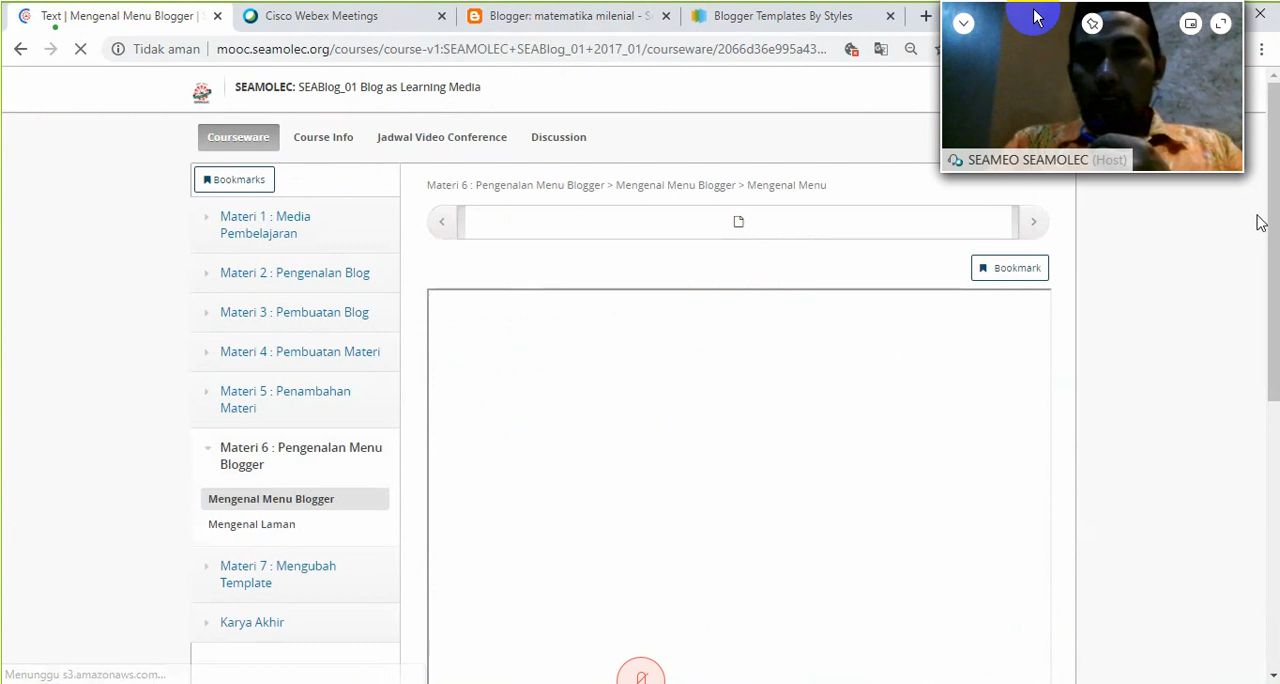 Text | Mengenal Menu Blogger |
Cisco Webex Meetings
Blogger: matematika milenial - S
Blogger Templates By Styles
Tidak aman
mooc.seamolec.org/courses/course-v1:SEAMOLEC+SEABlog_01+2017_01/courseware/2066d36e995a43...
SEAMOLEC: SEABlog_01 Blog as Learning Media
SEAMEO SEAMOLEC (Host)
Courseware
Course Info
Jadwal Video Conference
Discussion
Bookmarks
Materi 1 : Media
Pembelajaran
Materi 2 : Pengenalan Blog
Materi 3 : Pembuatan Blog
Materi 4 : Pembuatan Materi
Materi 5 : Penambahan
Materi
Materi 6 : Pengenalan Menu
Blogger
Mengenal Menu Blogger
Mengenal Laman
Materi 7 : Mengubah
Template
Karya Akhir
Materi 6 : Pengenalan Menu Blogger > Mengenal Menu Blogger > Mengenal Menu
Bookmark
Menunggu s3.amazonaws.com...